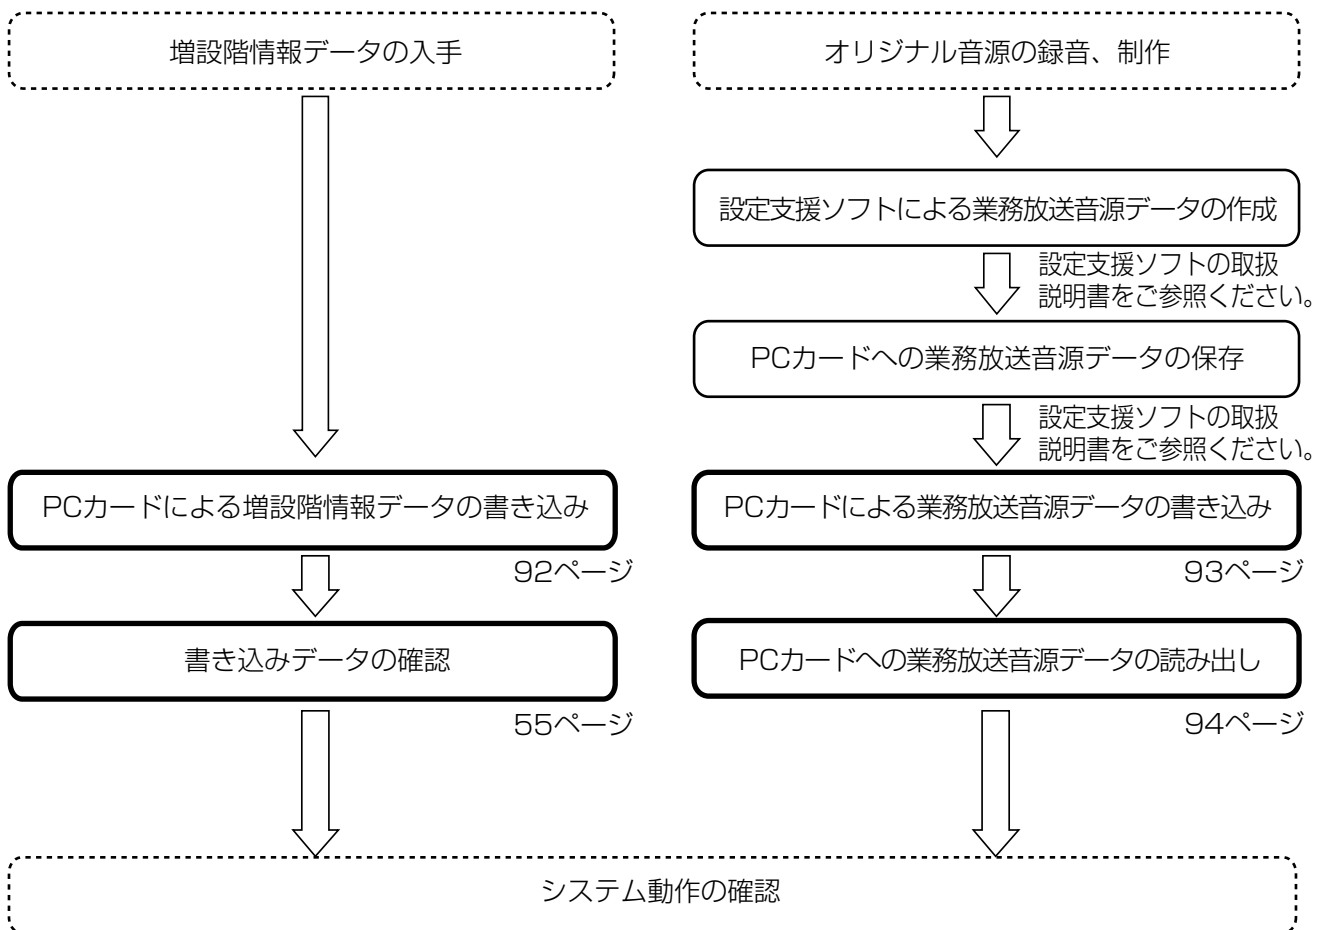 増設階情報データの入手
オリジナル音源の録音、制作
設定支援ソフトによる業務放送音源データの作成
設定支援ソフトの取扱
説明書をご参照ください。
PCカードへの業務放送音源データの保存
設定支援ソフトの取扱
説明書をご参照ください。
PCカードによる増設階情報データの書き込み
92ページ
PCカードによる業務放送音源データの書き込み
93ページ
書き込みデータの確認
55ページ
PCカードへの業務放送音源データの読み出し
94ページ
システム動作の確認